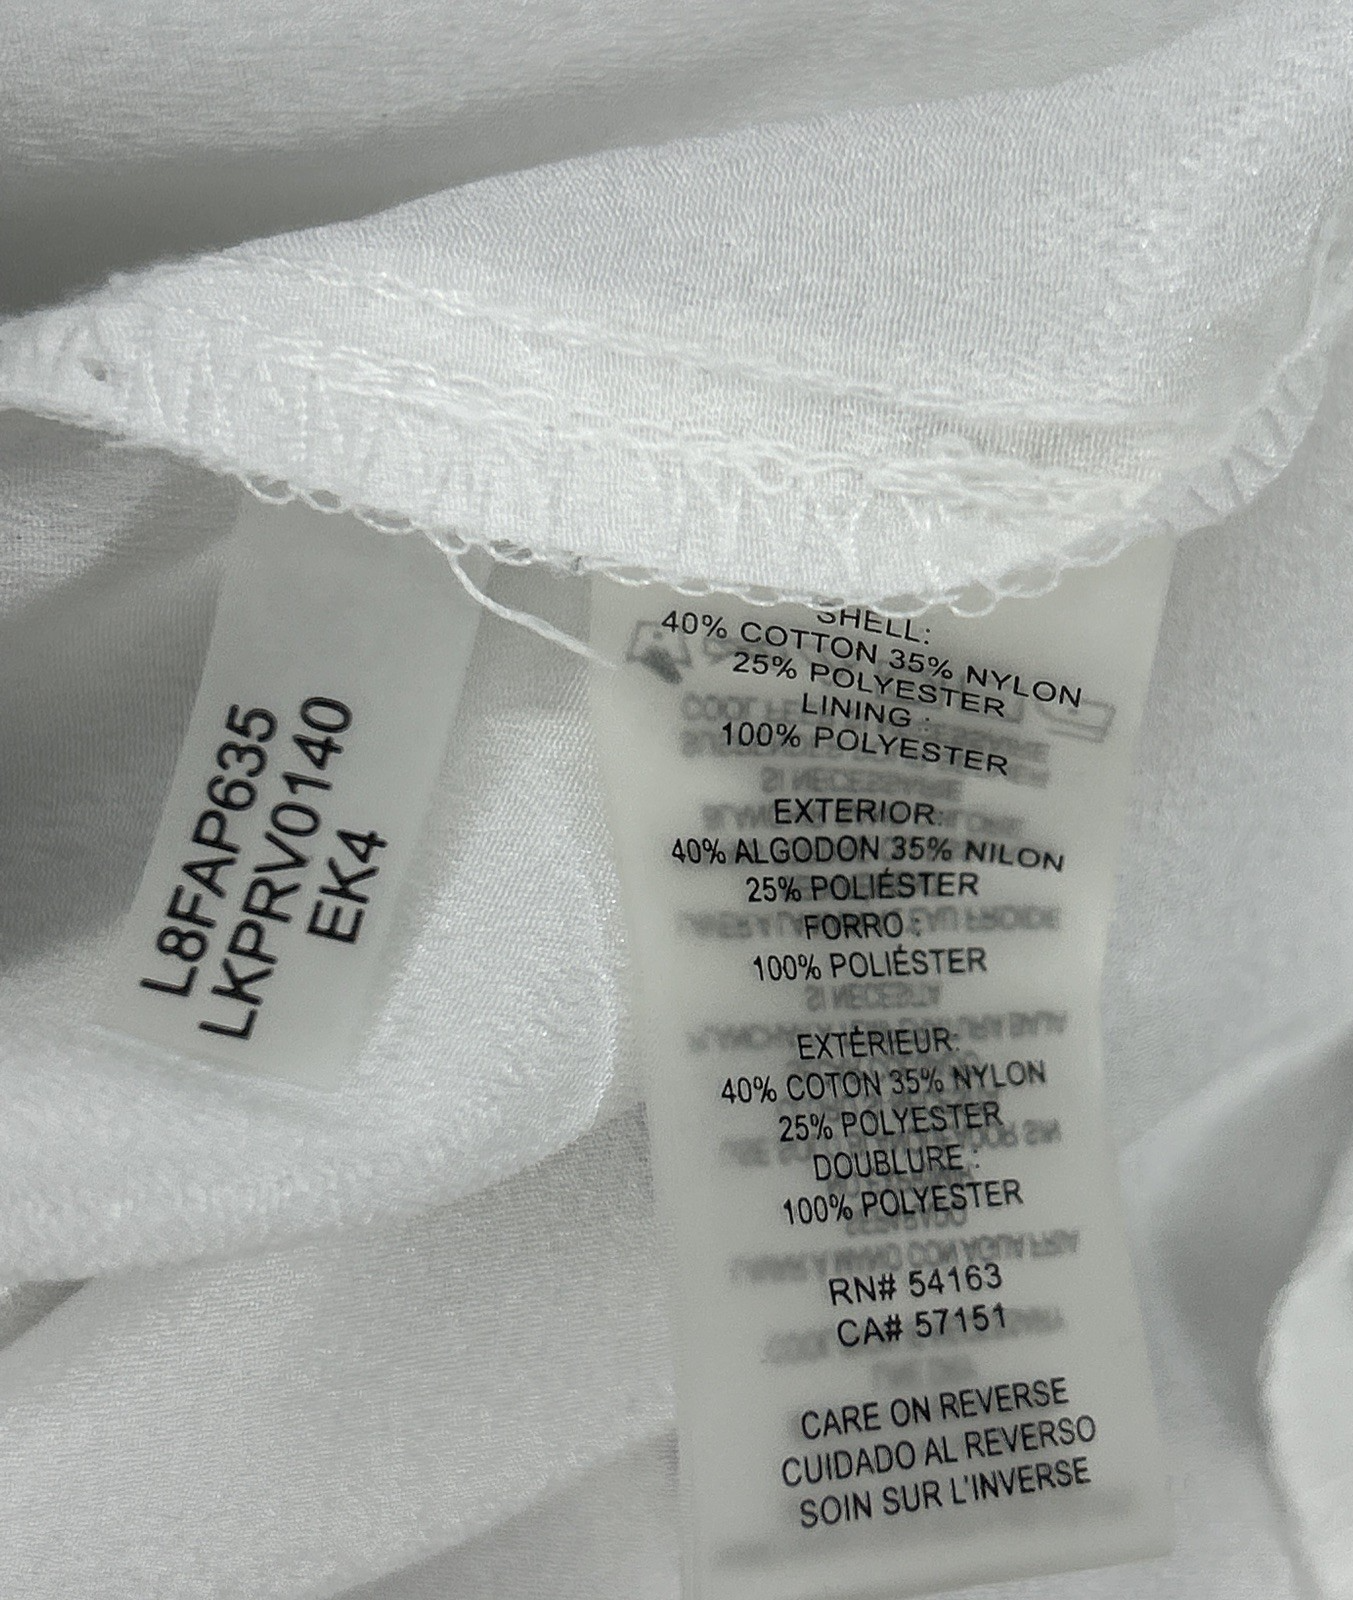 L8FAP635
LKPRV0140
EK4
SHELL:
40% COTTON 35% NYLON
25% POLYESTER
LINING :
100% POLYESTER
EXTERIOR:
40% ALGODON 35% NILON
25% POLIÉSTER
FORRO :
100% POLIÉSTER
EXTÉRIEUR:
40% COTON 35% NYLON
25% POLYESTER
DOUBLURE :
100% POLYESTER
RN# 54163
CA# 57151
CARE ON REVERSE
CUIDADO AL REVERSO
SOIN SUR L'INVERSE